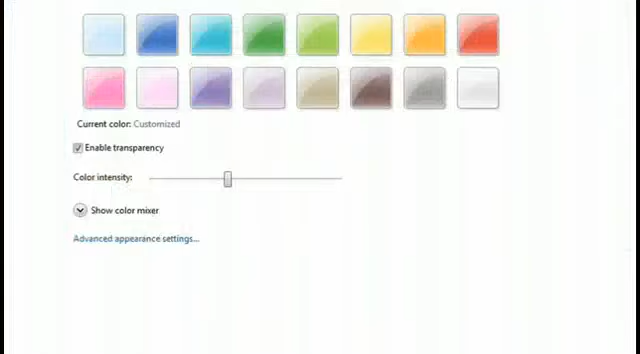 Current color: Customized
Enable transparency
Color intensity:
Show color mixer
Advanced appearance settings...